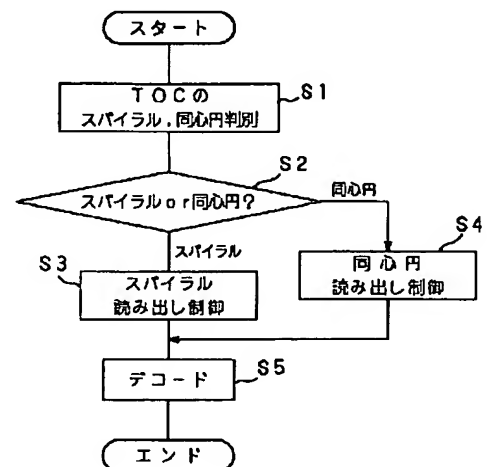 スタート
TOCの
スパイラル．同心円判別
S1
S2
スパイラルor同心円?
同心円
スパイラル
S3
スパイラル
読み出し制御
S4
同心円
読み出し制御
デコード
S5
エンド